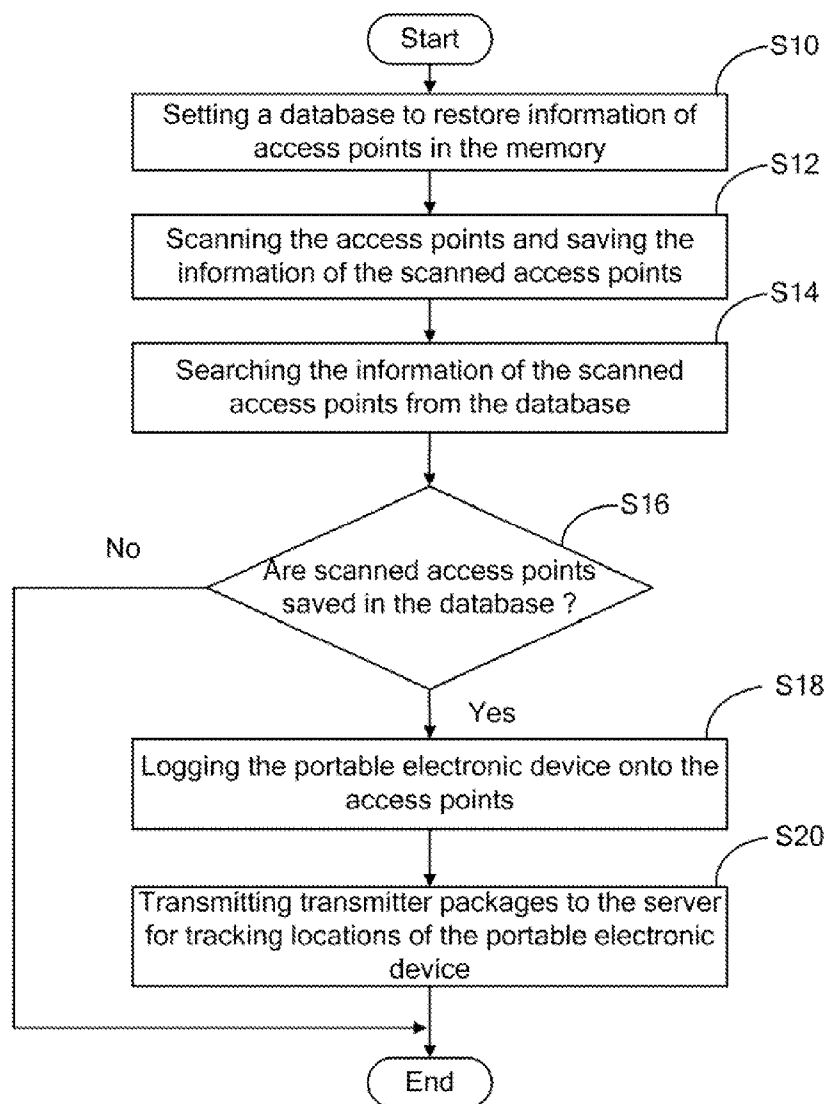 Start
S10
Setting a database to restore information of
access points in the memory
S12
Scanning the access points and saving the
information of the scanned access points
S14
Searching the information of the scanned
access points from the database
S16
No
Are scanned access points
saved in the database ?
Yes
S18
Logging the portable electronic device onto the
access points
S20
Transmitting transmitter packages to the server
for tracking locations of the portable electronic
device
End